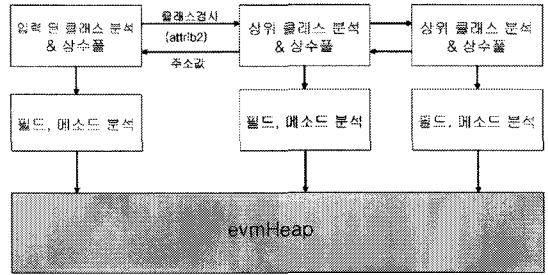 입력 된 클래스 분석
& 상수풀
클래스검사
(attrib2)
주소값
상위 클래스 분석
& 상수풀
상위 클래스 분석
& 상수풀
필드, 메소드 분석
필드, 메소드 분석
필드, 메소드 분석
evmHeap